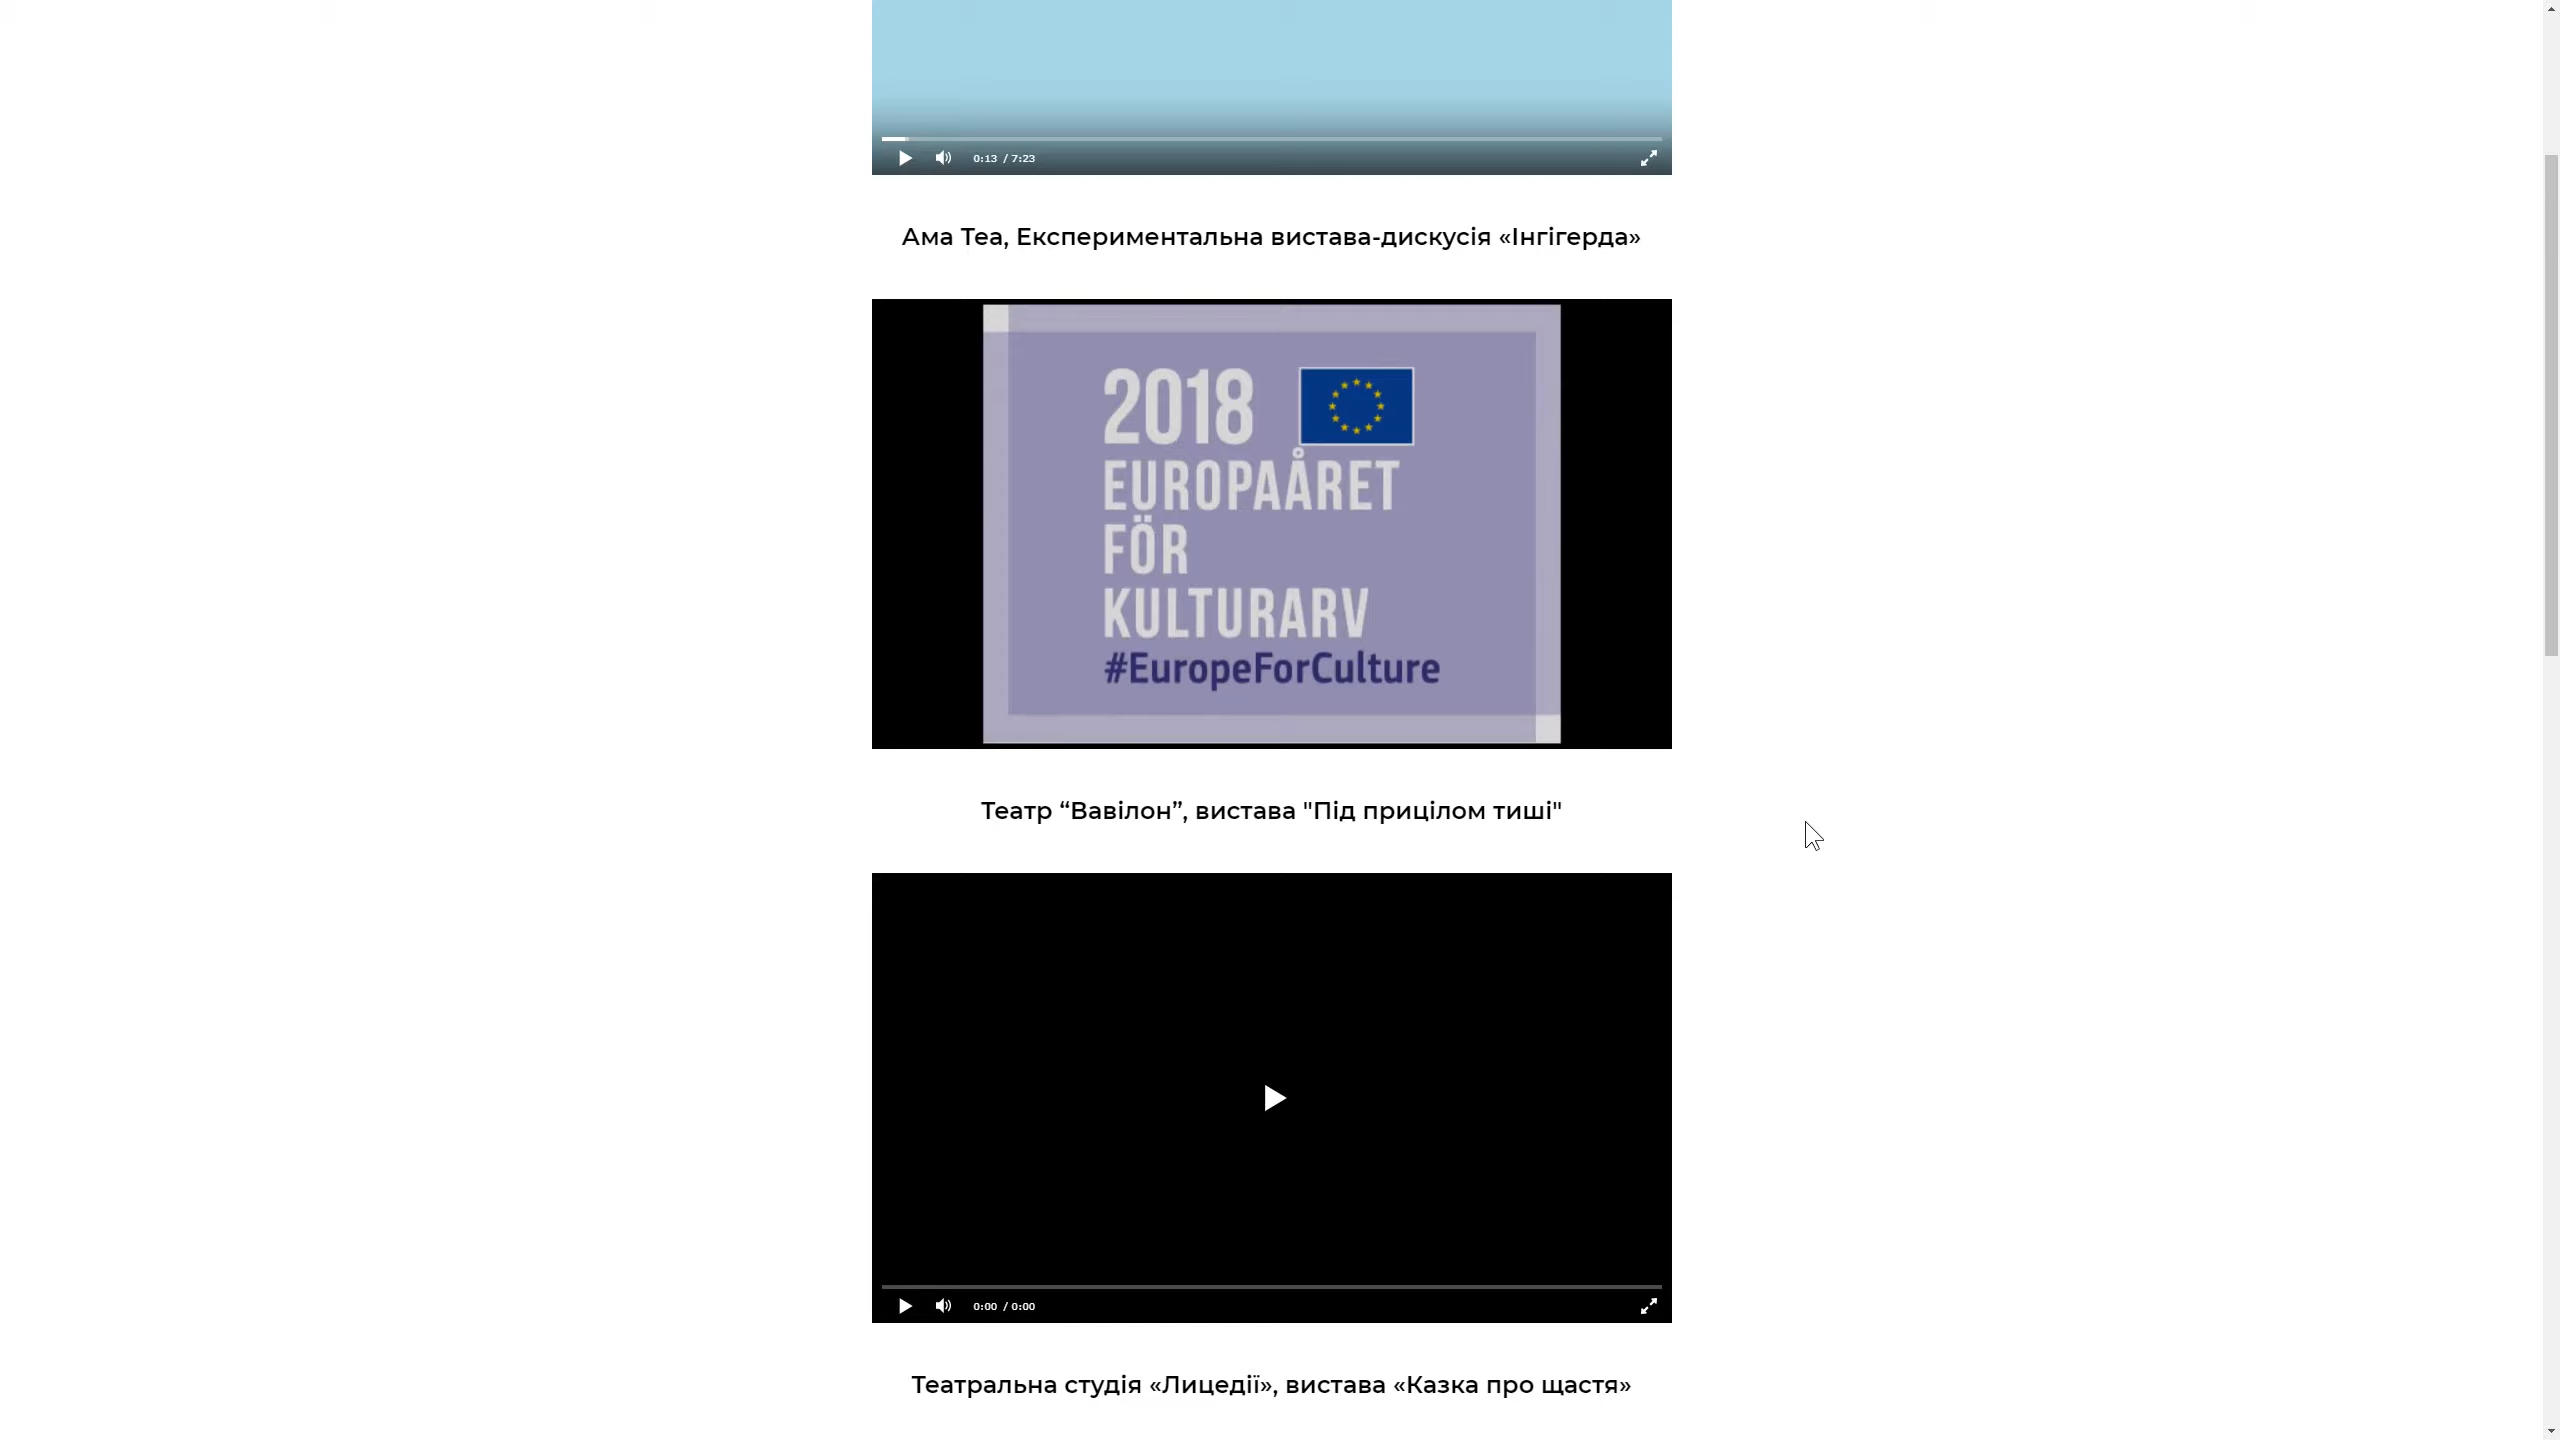 0:13 / 7:23
Ама Теа, Експериментальна вистава-дискусія «Інгігерда»
2018
EUROPAÅRET
FÖR
KULTURARV
#EuropeForCulture
Театр “Вавілон”, вистава "Під прицілом тиші"
0:00 / 0:00
Театральна студія «Лицедії», вистава «Казка про щастя»